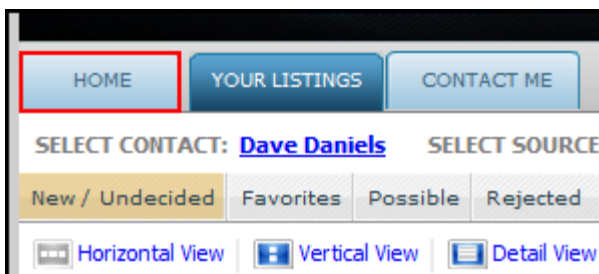 HOME YOUR LISTINGS CONTACT ME
SELECT CONTACT: Dave Daniels SELECT SOURCE
New / Undecided Favorites Possible Rejected
Horizontal View Vertical View Detail View